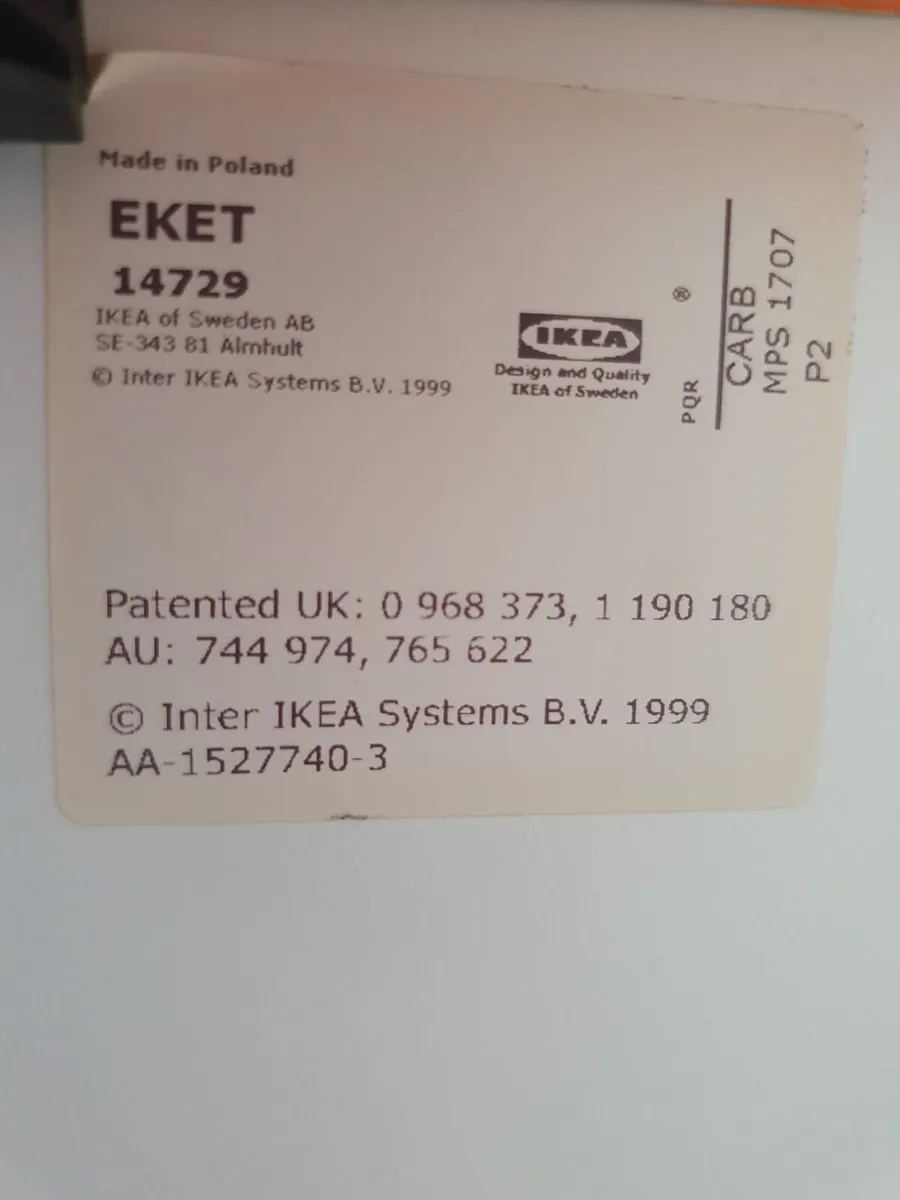 Made in Poland
EKET
14729
IKEA of Sweden AB
SE-343 81 Älmhult
© Inter IKEA Systems B.V. 1999
IKEA
®
Design and Quality
IKEA of Sweden
PQR
CARB
MPS 1707
P2
Patented UK: 0 968 373, 1 190 180
AU: 744 974, 765 622
© Inter IKEA Systems B.V. 1999
AA-1527740-3